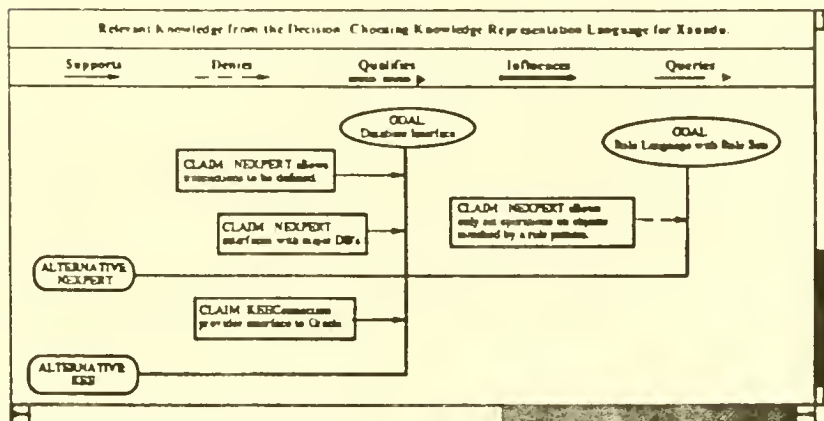 Relevant Knowledge from the Decision: Choosing Knowledge Representation Language for Xanadu.
Supports Denies Qualifies Influences Queries
GOAL
Database Interface
GOAL
Rule Language with Rule Sets
CLAIM NEXPERT allows
transactions to be defined.
CLAIM NEXPERT
interfaces with major DB's
CLAIM NEXPERT allows
only set operations on objects
matched by a rule pattern.
ALTERNATIVE
NEXPERT
CLAIM KEEConnection
provides interface to Oracle
ALTERNATIVE
KEE